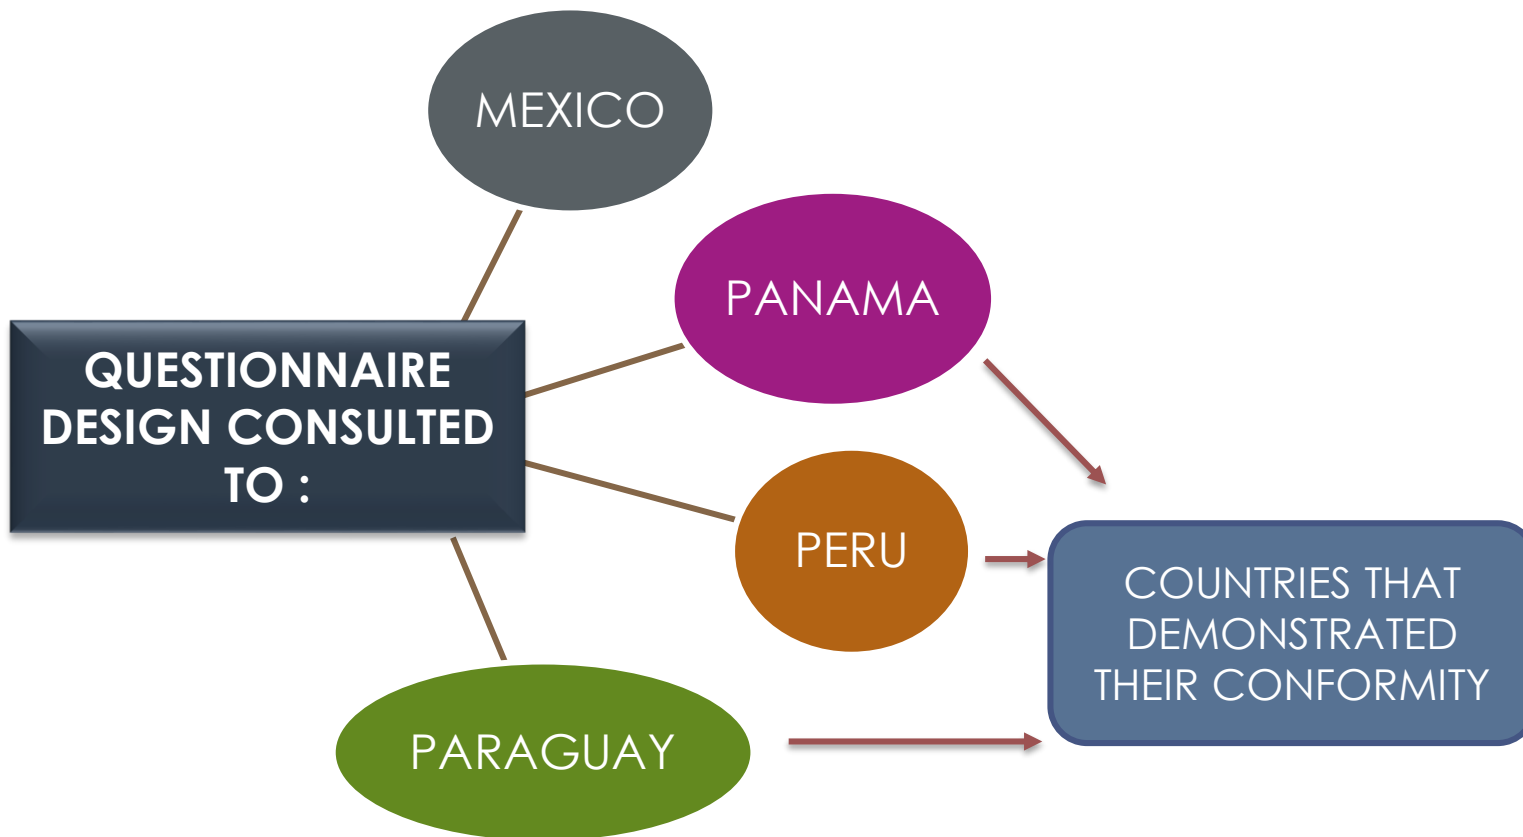 MEXICO
PANAMA
QUESTIONNAIRE
DESIGN CONSULTED
TO :
PERU
COUNTRIES THAT
DEMONSTRATED
THEIR CONFORMITY
PARAGUAY